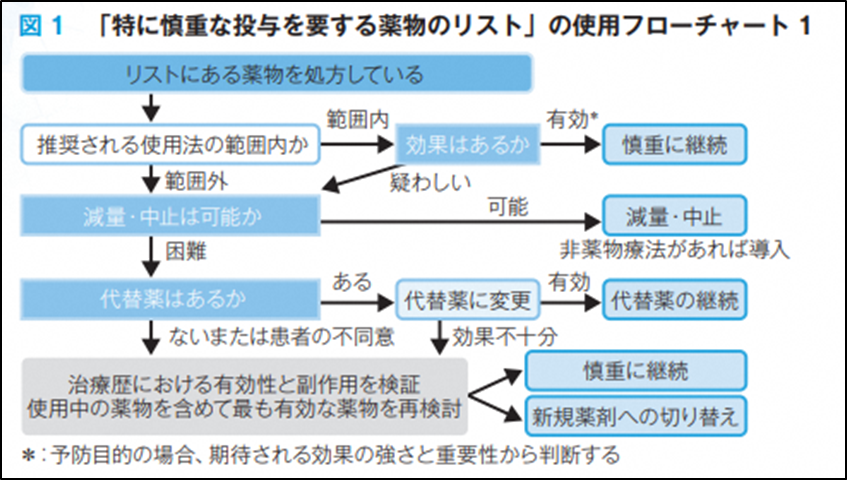 図1 「特に慎重な投与を要する薬物のリスト」の使用フローチャート1
リストにある薬物を処方している
推奨される使用法の範囲内か
範囲内
効果はあるか
有効*
慎重に継続
範囲外
疑わしい
減量・中止は可能か
可能
減量・中止
非薬物療法があれば導入
困難
代替薬はあるか
ある
代替薬に変更
有効
代替薬の継続
ないまたは患者の不同意
効果不十分
治療歴における有効性と副作用を検証
使用中の薬物を含めて最も有効な薬物を再検討
慎重に継続
新規薬剤への切り替え
*：予防目的の場合、期待される効果の強さと重要性から判断する